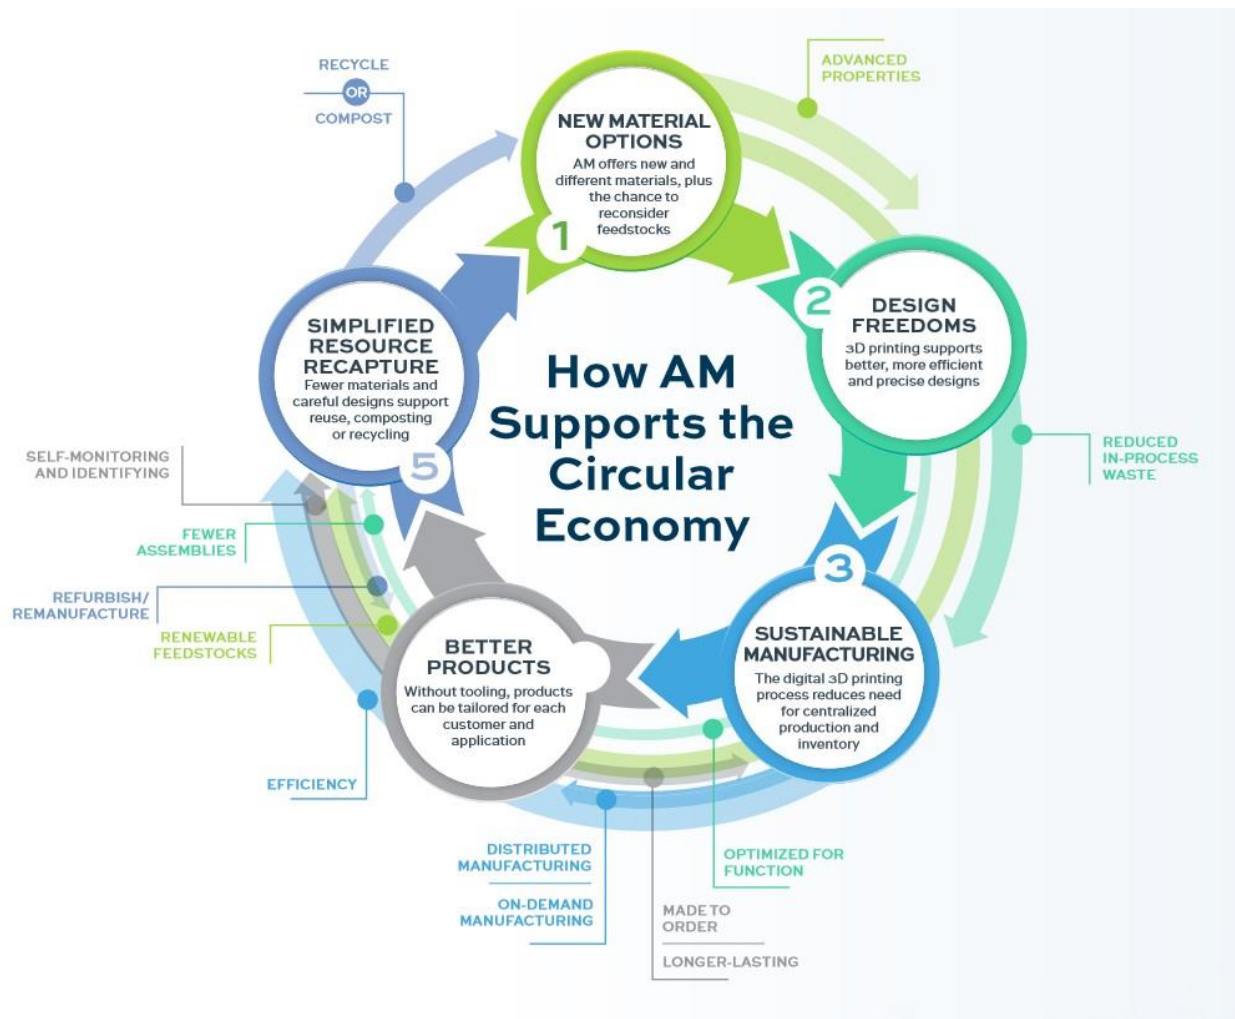 RECYCLE
OR
COMPOST
ADVANCED
PROPERTIES
NEW MATERIAL
OPTIONS
AM offers new and
different materials, plus
the chance to
reconsider
feedstocks
1
2
DESIGN
FREEDOMS
3D printing supports
better, more efficient
and precise designs
SIMPLIFIED
RESOURCE
RECAPTURE
Fewer materials and
careful designs support
reuse, composting
or recycling
5
How AM
Supports the
Circular
Economy
REDUCED
IN-PROCESS
WASTE
SELF-MONITORING
AND IDENTIFYING
FEWER
ASSEMBLIES
REFURBISH/
REMANUFACTURE
RENEWABLE
FEEDSTOCKS
3
SUSTAINABLE
MANUFACTURING
The digital 3D printing
process reduces need
for centralized
production and
inventory
BETTER
PRODUCTS
Without tooling, products
can be tailored for each
customer and
application
EFFICIENCY
DISTRIBUTED
MANUFACTURING
ON-DEMAND
MANUFACTURING
OPTIMIZED FOR
FUNCTION
MADE TO
ORDER
LONGER-LASTING